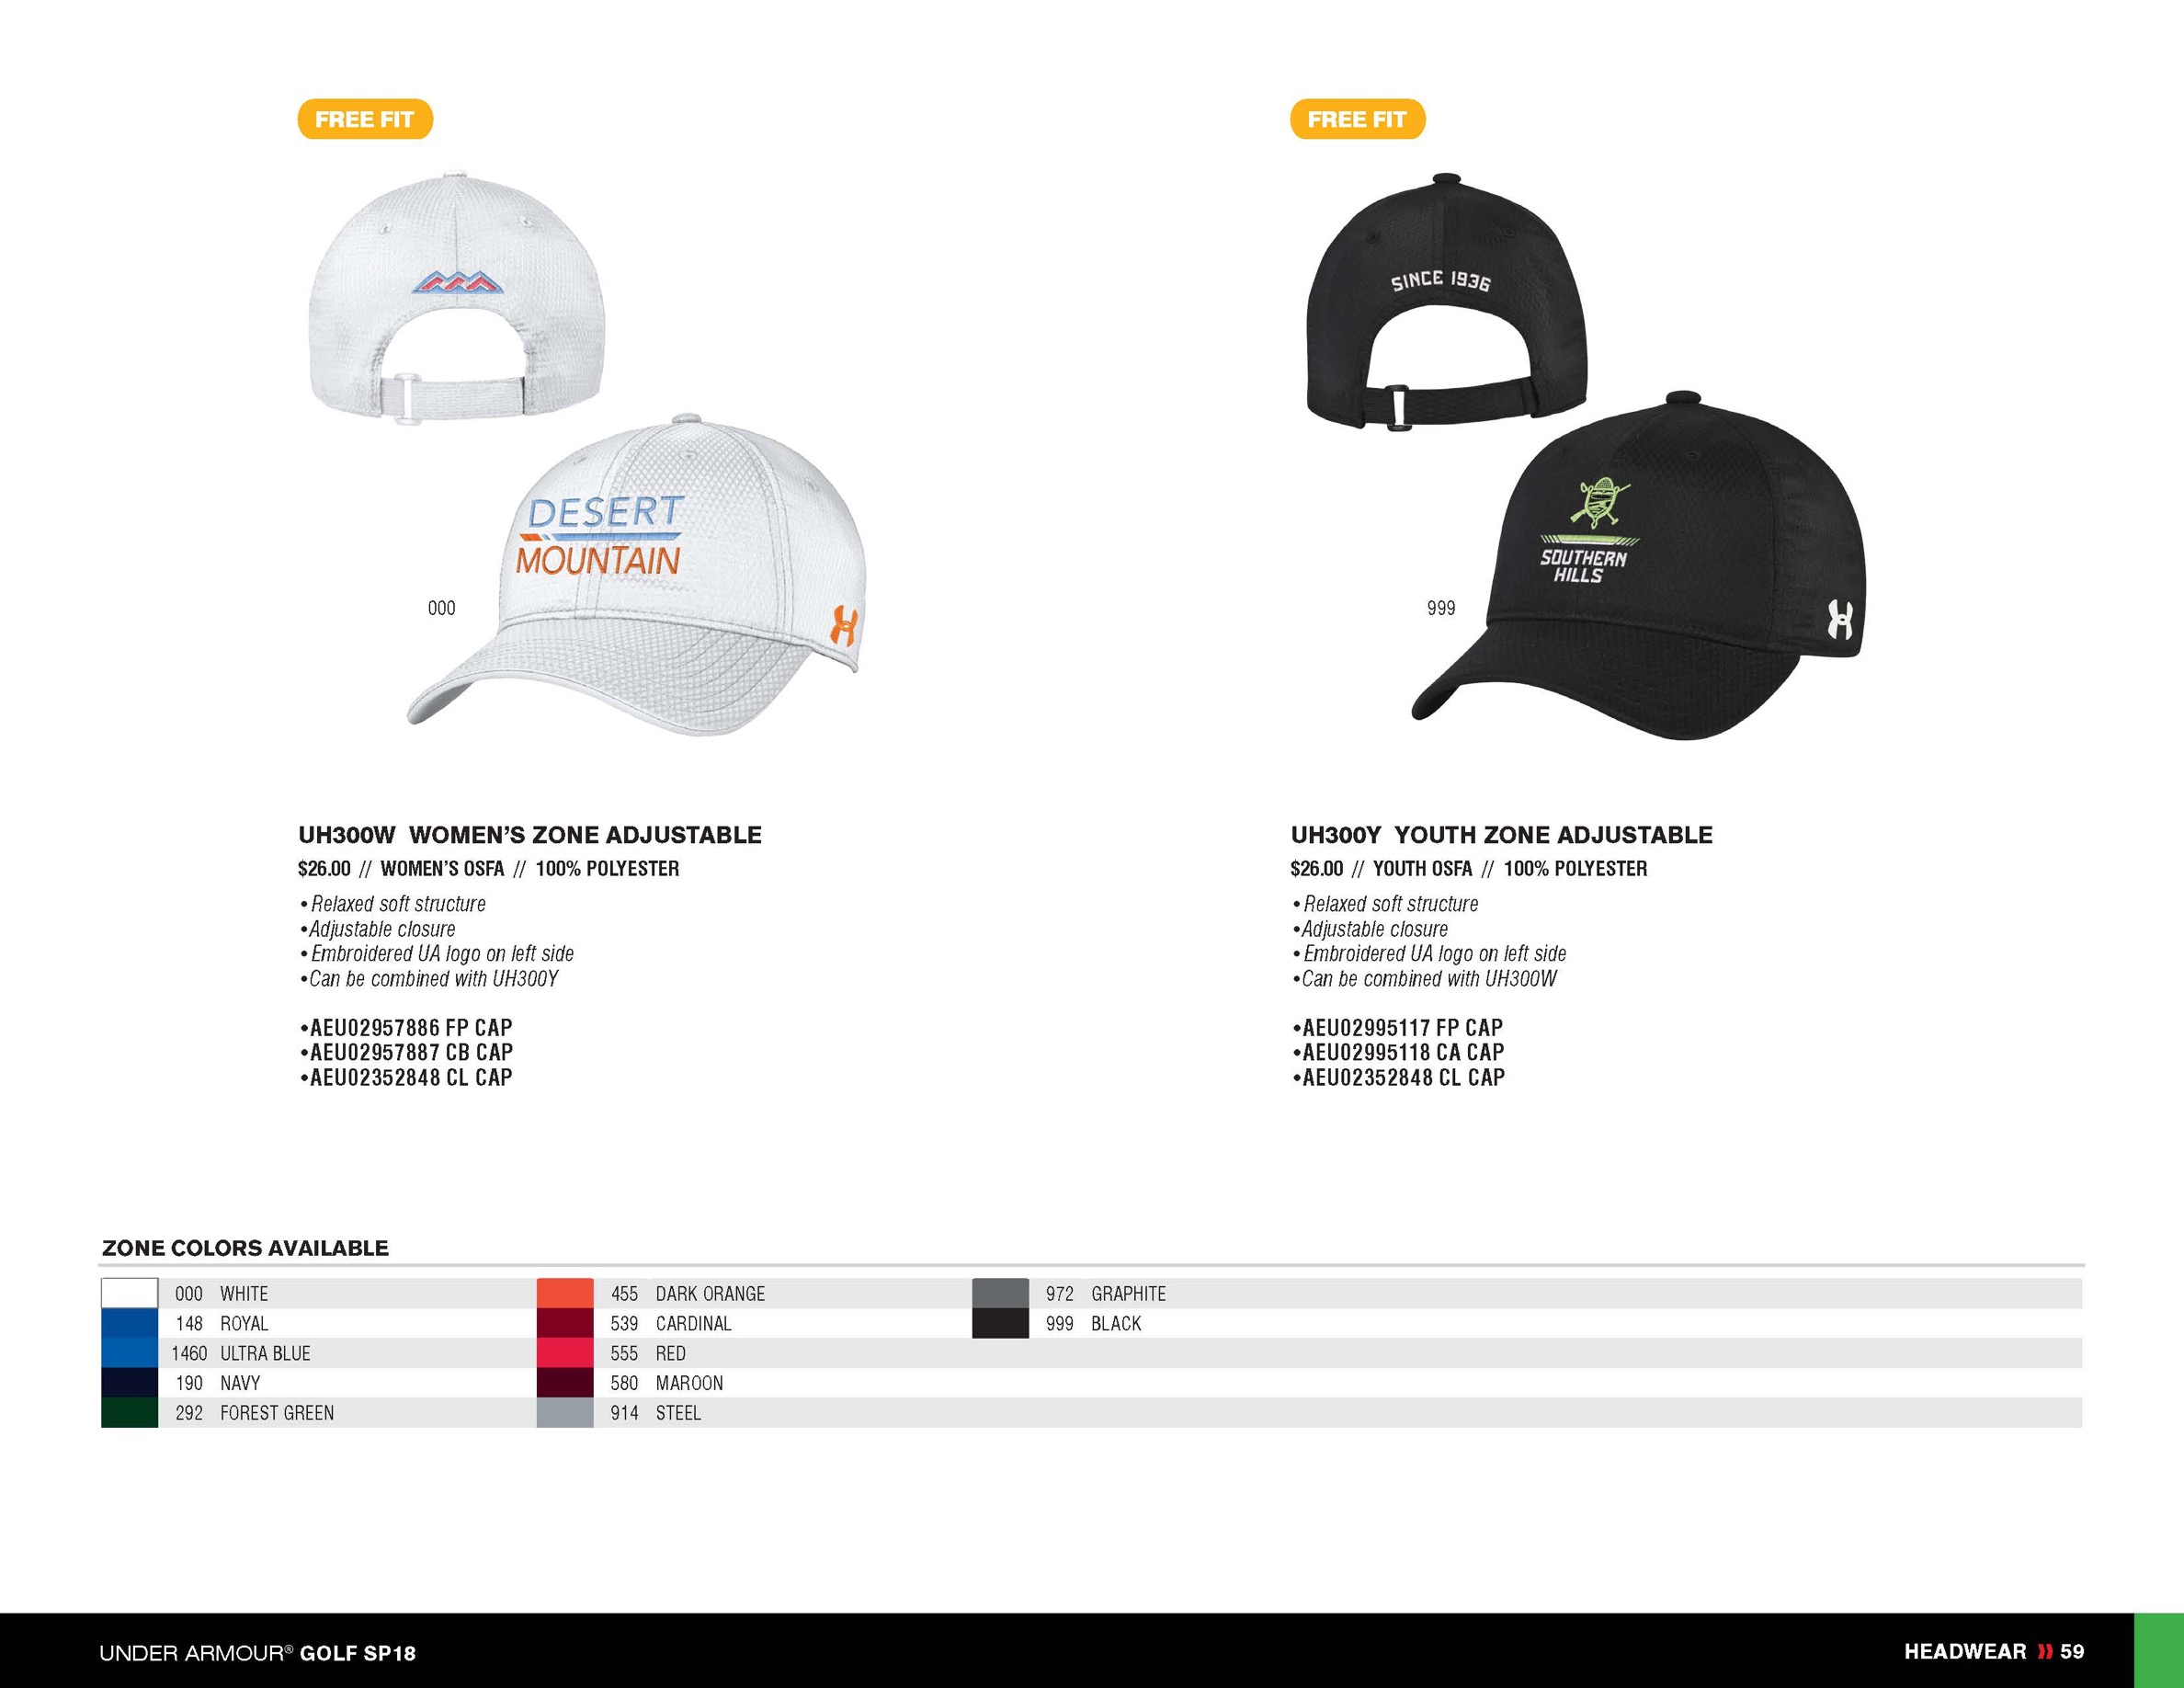 FREE FIT
SINCE 1936
DESERT
MOUNTAIN
000
SOUTHERN
HILLS
999
FREE FIT
UH300W WOMEN'S ZONE ADJUSTABLE
$26.00 // WOMEN'S OSFA // 100% POLYESTER
• Relaxed soft structure
•Adjustable closure
• Embroidered UA logo on left side
•Can be combined with UH300Y
•AEU02957886 FP CAP
•AEU02957887 CB CAP
•AEU02352848 CL CAP
UH300Y YOUTH ZONE ADJUSTABLE
$26.00 // YOUTH OSFA // 100% POLYESTER
• Relaxed soft structure
•Adjustable closure
• Embroidered UA logo on left side
•Can be combined with UH300W
•AEU02995117 FP CAP
•AEU02995118 CA CAP
•AEU02352848 CL CAP
ZONE COLORS AVAILABLE
000 WHITE
148 ROYAL
1460 ULTRA BLUE
190 NAVY
292 FOREST GREEN
455 DARK ORANGE
539 CARDINAL
555 RED
580 MAROON
914 STEEL
972 GRAPHITE
999 BLACK
UNDER ARMOUR® GOLF SP18
HEADWEAR 59